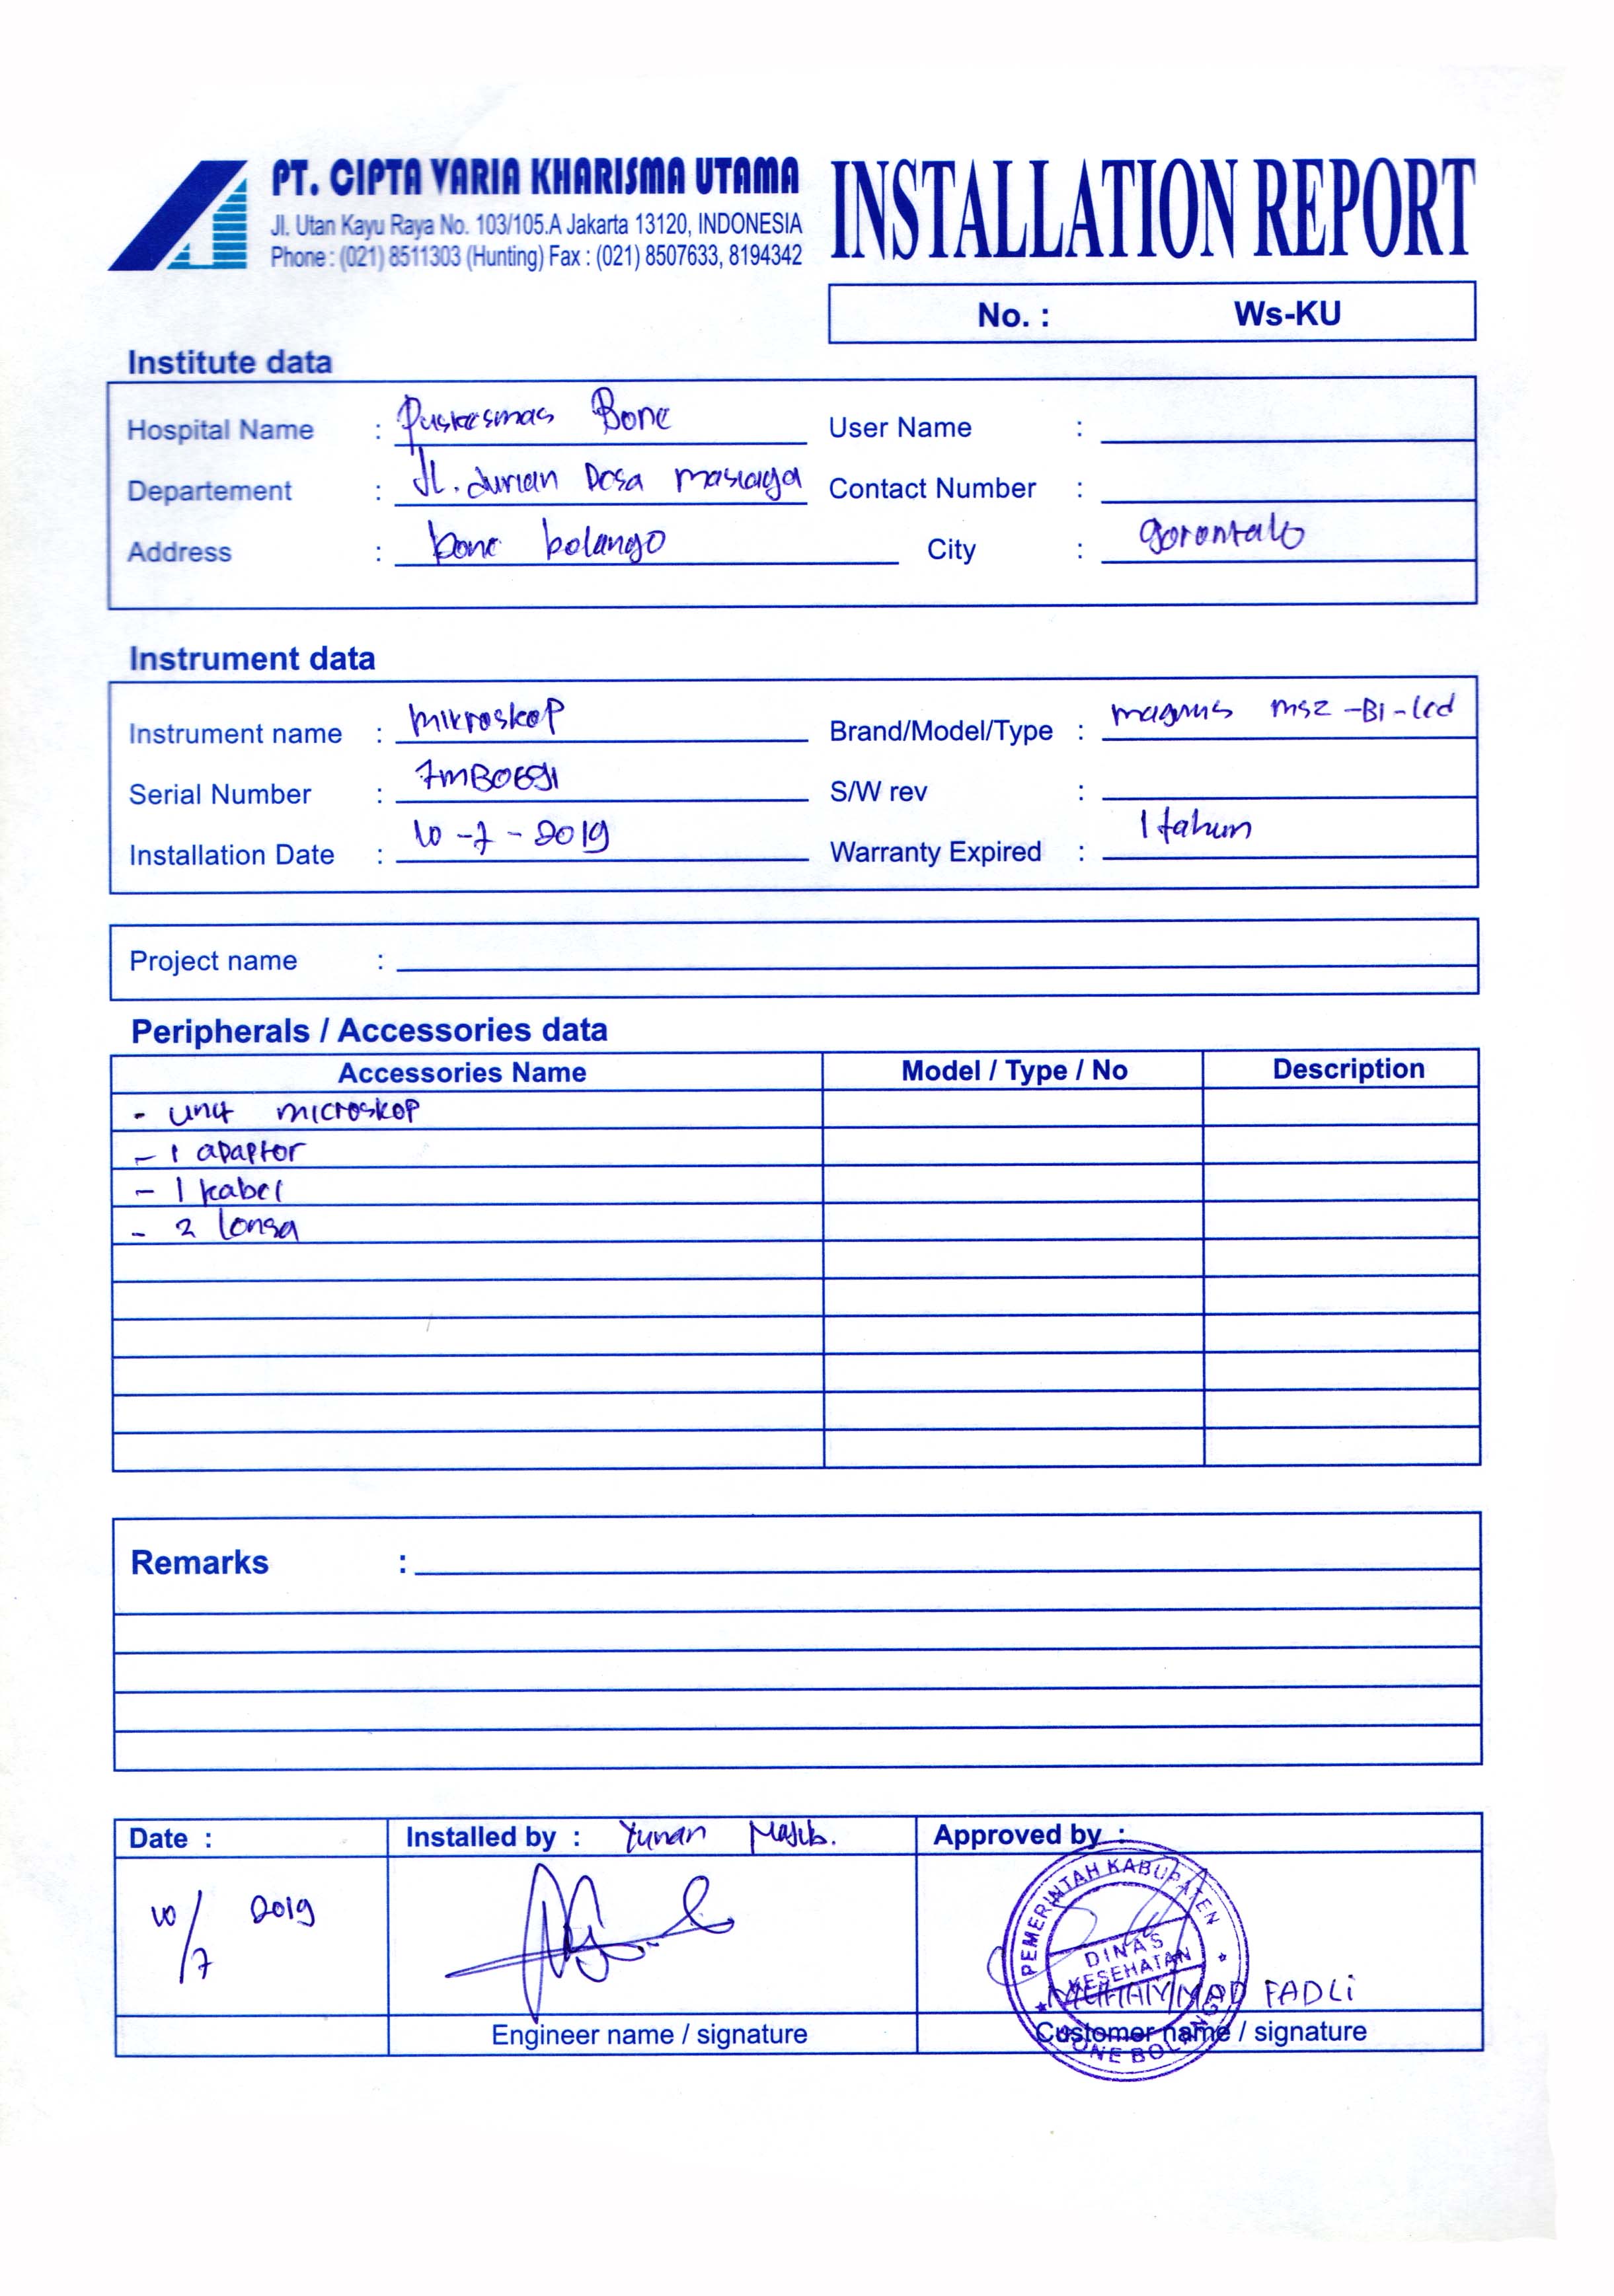 PT. CIPTA VARIA KHARISMA UTAMA
Jl. Utan Kayu Raya No. 103/105.A Jakarta 13120, INDONESIA
Phone : (021) 8511303 (Hunting) Fax : (021) 8507633, 8194342
INSTALLATION REPORT
No. : Ws-KU
Institute data
Hospital Name : Puskesmas Bone User Name :
Departement : Jl. durian Desa masiaga Contact Number :
Address : bone bolango City : gorontalo
Instrument data
Instrument name : mikroskop Brand/Model/Type : magnus msz-Bi-led
Serial Number : 7mB0691 S/W rev :
Installation Date : 10-7-2019 Warranty Expired : 1 tahun
Project name :
Peripherals / Accessories data
Accessories Name Model / Type / No Description
- unit microskop
- 1 adaptor
- 1 kabel
- 2 lensa
Remarks :
Date : Installed by : Yunan Approved by :
10/7 2019
PEMERINTAH KABUPATEN
DINAS
KESEHATAN
BONE BOLANGO
MUHAMMAD FADLi
Engineer name / signature Customer name / signature